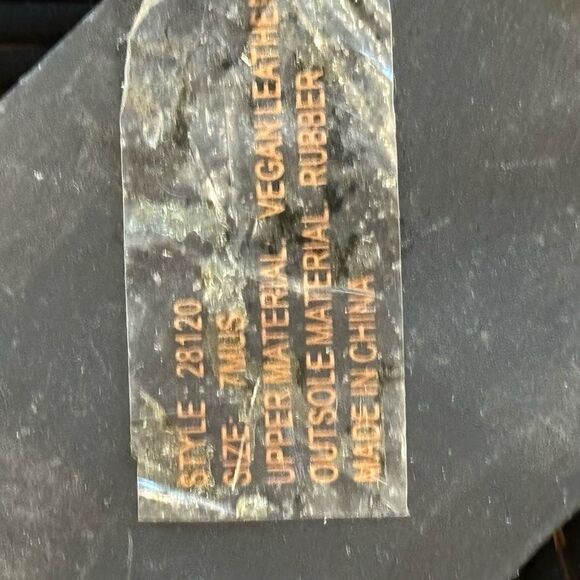 STYLE: 28120
SIZE: 7MUS
UPPER MATERIAL: VEGAN LEATHER
OUTSOLE MATERIAL: RUBBER
MADE IN CHINA